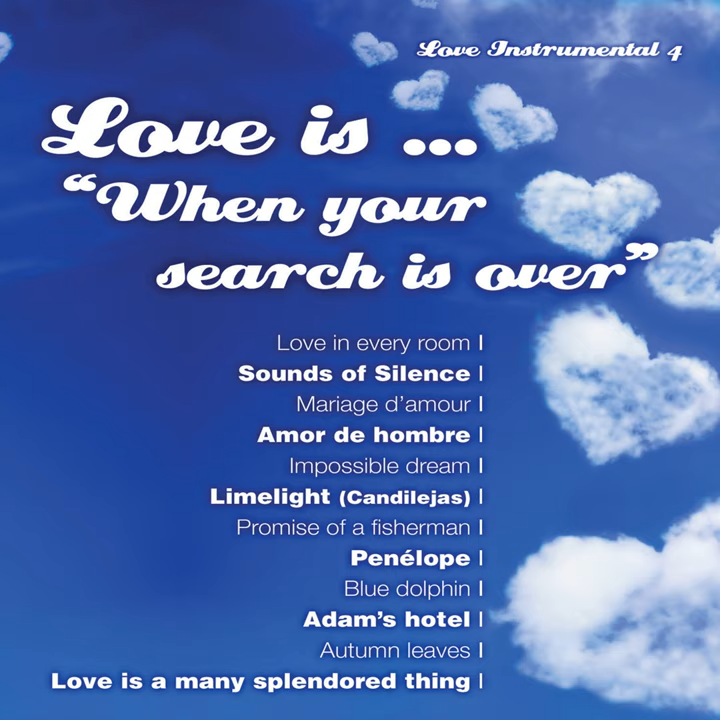 Love Instrumental 4
Love is ...
“When your
search is over”
Love in every room |
Sounds of Silence |
Mariage d’amour |
Amor de hombre |
Impossible dream |
Limelight (Candilejas) |
Promise of a fisherman |
Penélope |
Blue dolphin |
Adam’s hotel |
Autumn leaves |
Love is a many splendored thing |